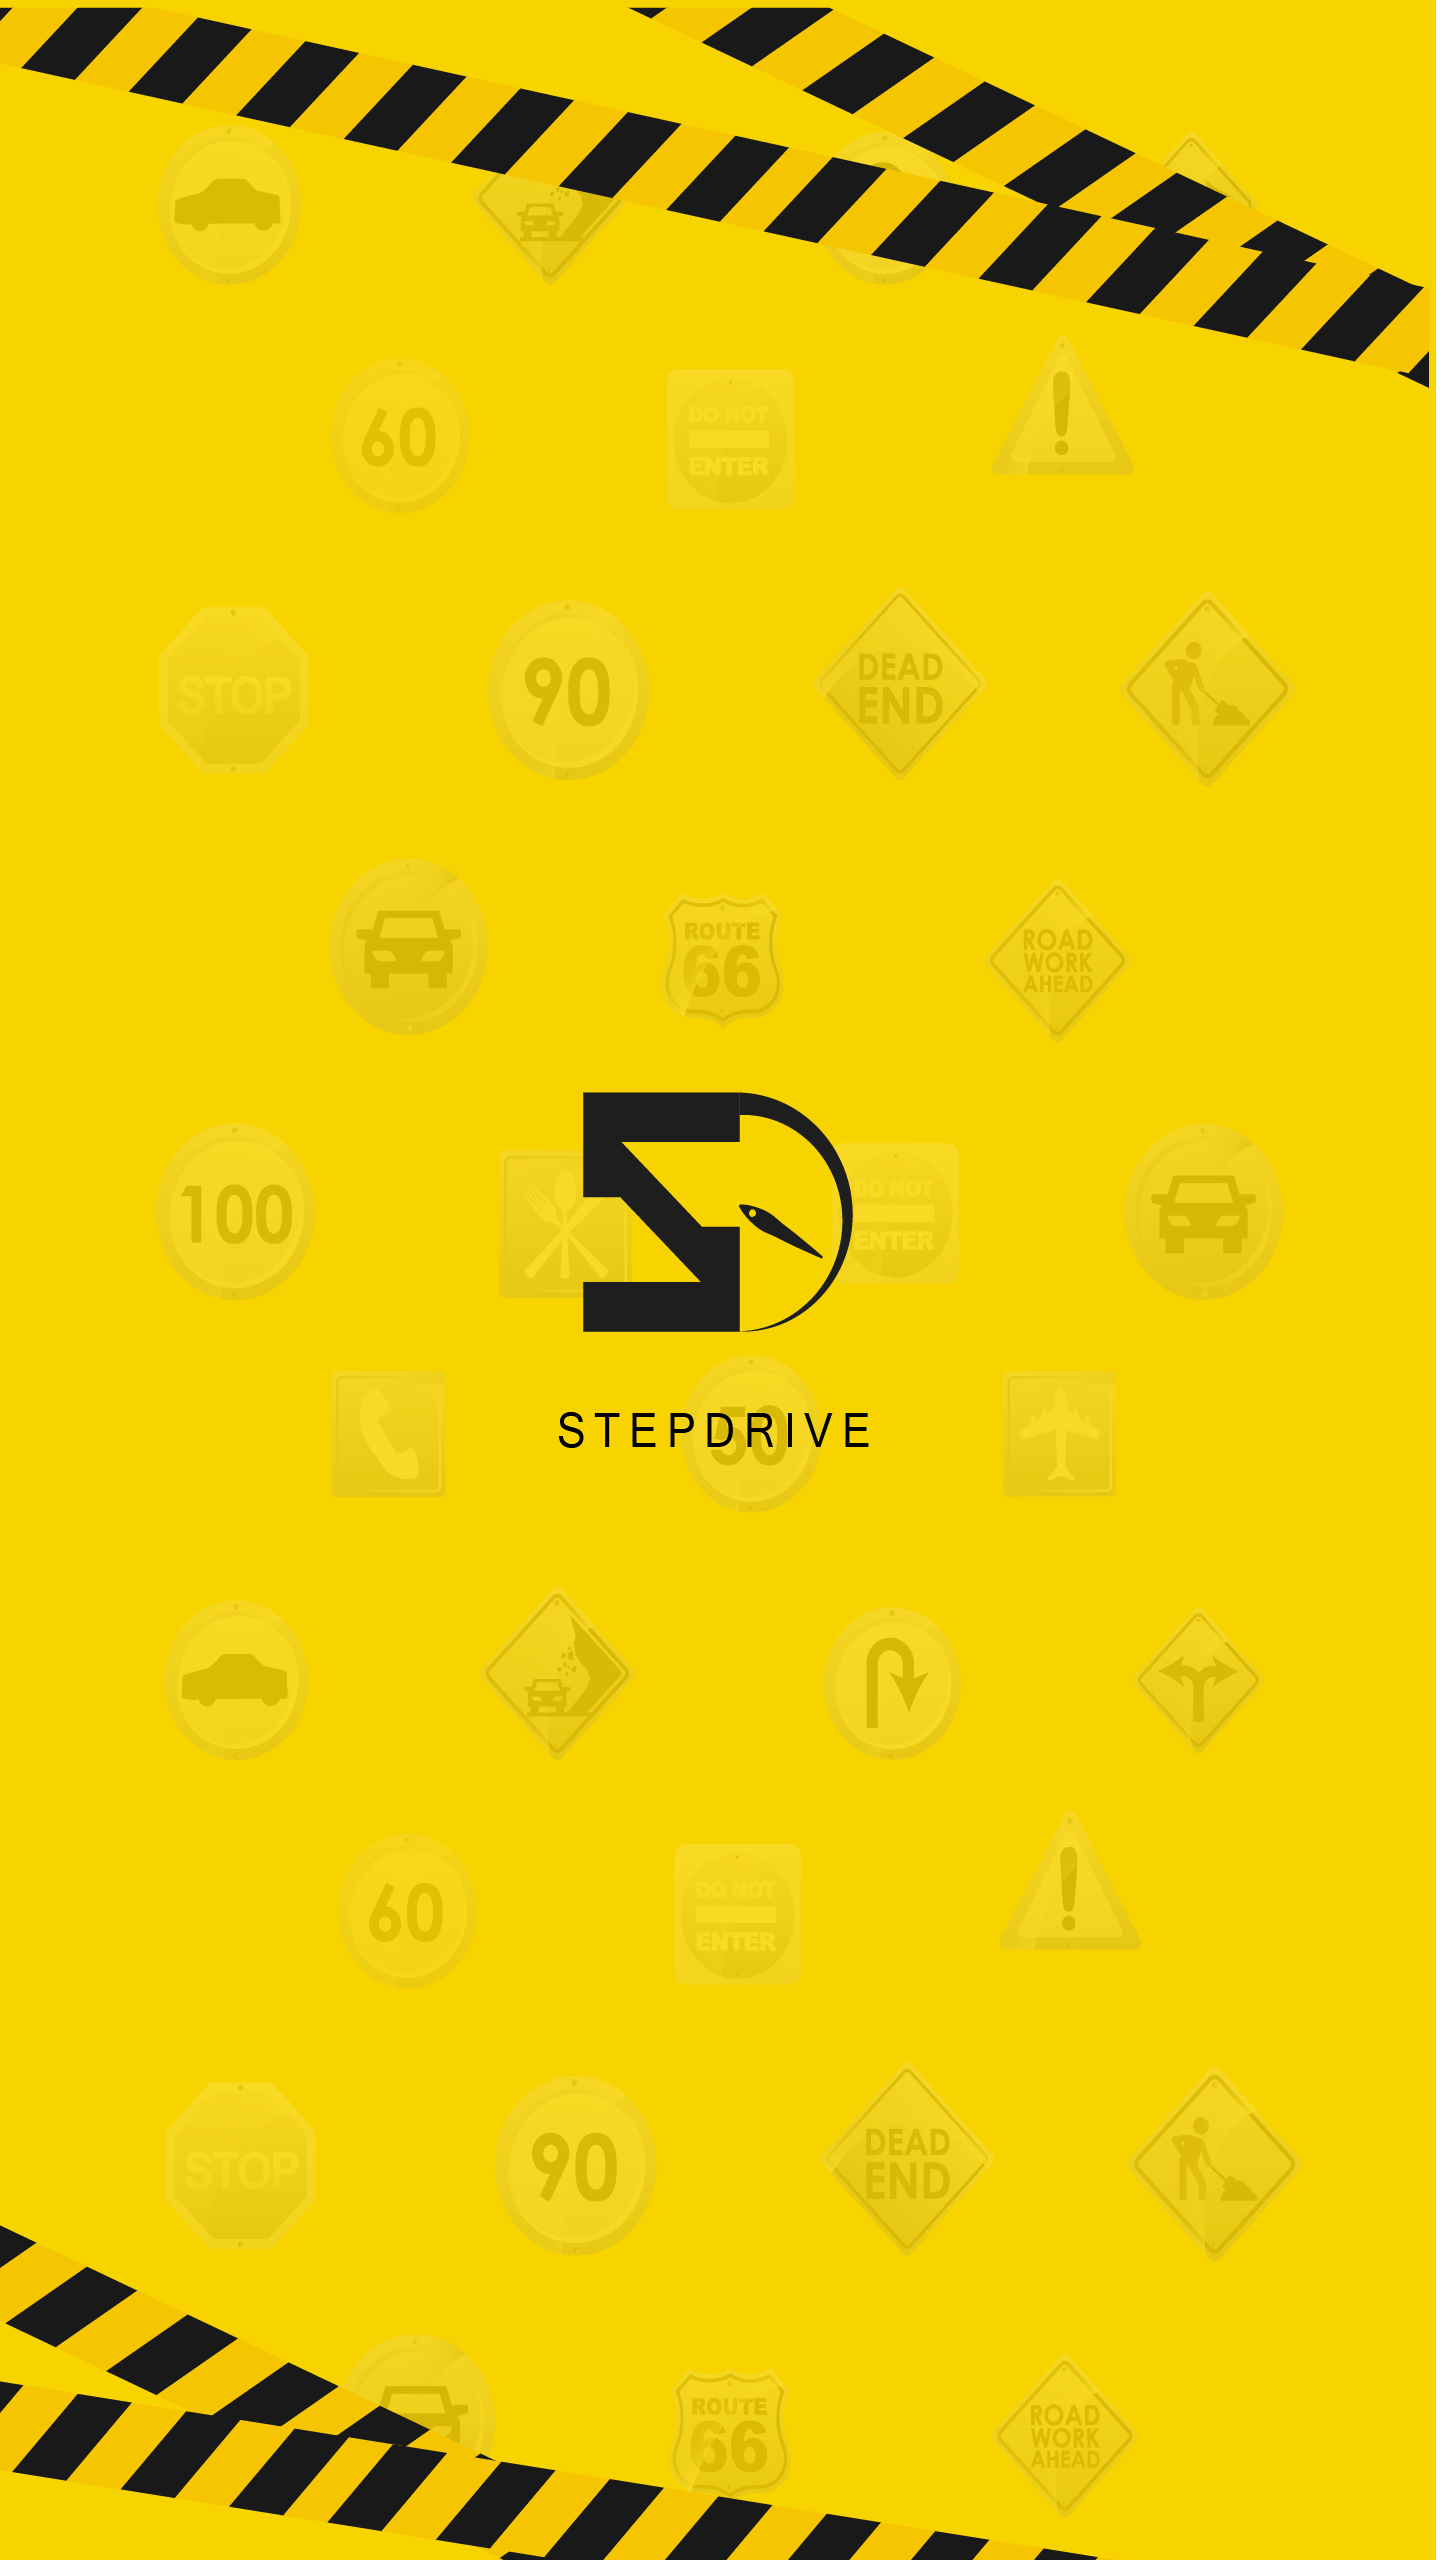 60
DO NOT
ENTER
STOP
90
DEAD
END
ROUTE
66
ROAD
WORK
AHEAD
100
DO NOT
ENTER
STEPDRIVE
50
60
DO NOT
ENTER
STOP
90
DEAD
END
ROUTE
66
ROAD
WORK
AHEAD